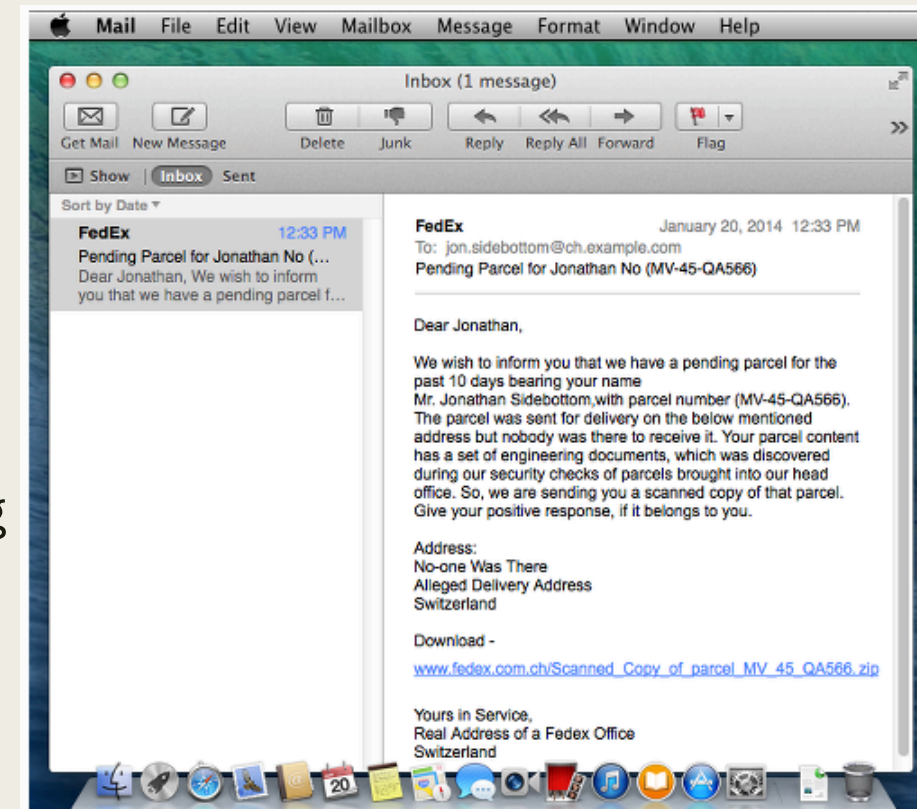 Mail File Edit View Mailbox Message Format Window Help
Inbox (1 message)
Get Mail New Message Delete Junk Reply Reply All Forward Flag
Show Inbox Sent
Sort by Date
FedEx 12:33 PM
Pending Parcel for Jonathan No (...
Dear Jonathan, We wish to inform
you that we have a pending parcel f...
FedEx January 20, 2014 12:33 PM
To: jon.sidebottom@ch.example.com
Pending Parcel for Jonathan No (MV-45-QA566)
Dear Jonathan,
We wish to inform you that we have a pending parcel for the
past 10 days bearing your name
Mr. Jonathan Sidebottom,with parcel number (MV-45-QA566).
The parcel was sent for delivery on the below mentioned
address but nobody was there to receive it. Your parcel content
has a set of engineering documents, which was discovered
during our security checks of parcels brought into our head
office. So, we are sending you a scanned copy of that parcel.
Give your positive response, if it belongs to you.
Address:
No-one Was There
Alleged Delivery Address
Switzerland
Download -
www.fedex.com.ch/Scanned_Copy_of_parcel_MV_45_QA566.zip
Yours in Service,
Real Address of a Fedex Office
Switzerland
20
g